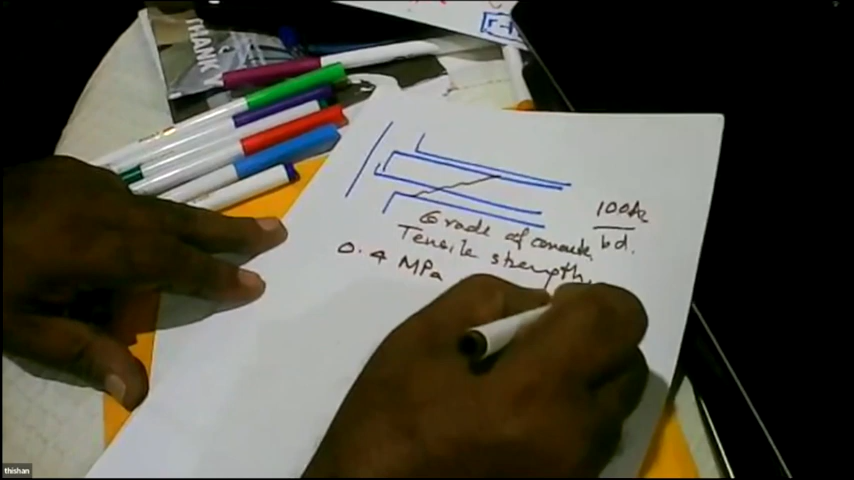 THANK Y
100As
bd.
Grade of concrete
Tensile strength
0.4 MPa
thishan